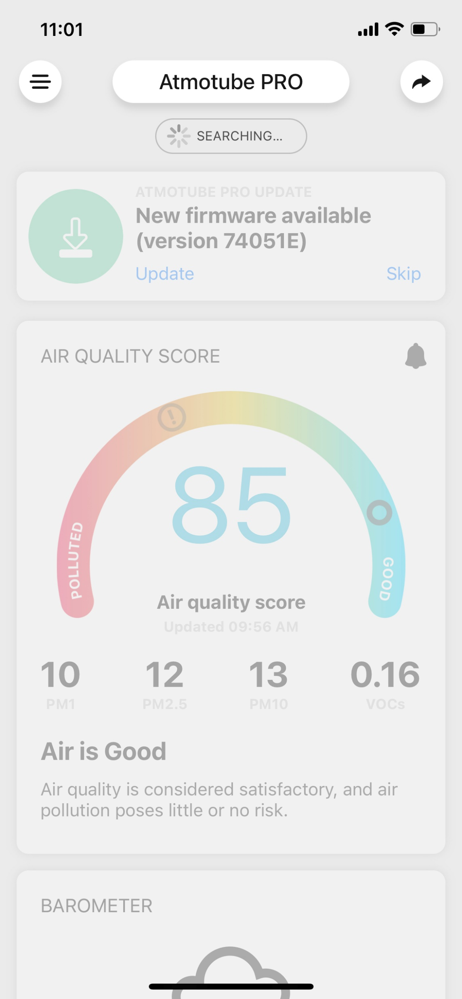 11:01
Atmotube PRO
SEARCHING...
ATMOTUBE PRO UPDATE
New firmware available
(version 74051E)
Update
Skip
AIR QUALITY SCORE
85
POLLUTED
GOOD
Air quality score
Updated 09:56 AM
10 12 13 0.16
PM1 PM2.5 PM10 VOCs
Air is Good
Air quality is considered satisfactory, and air
pollution poses little or no risk.
BAROMETER